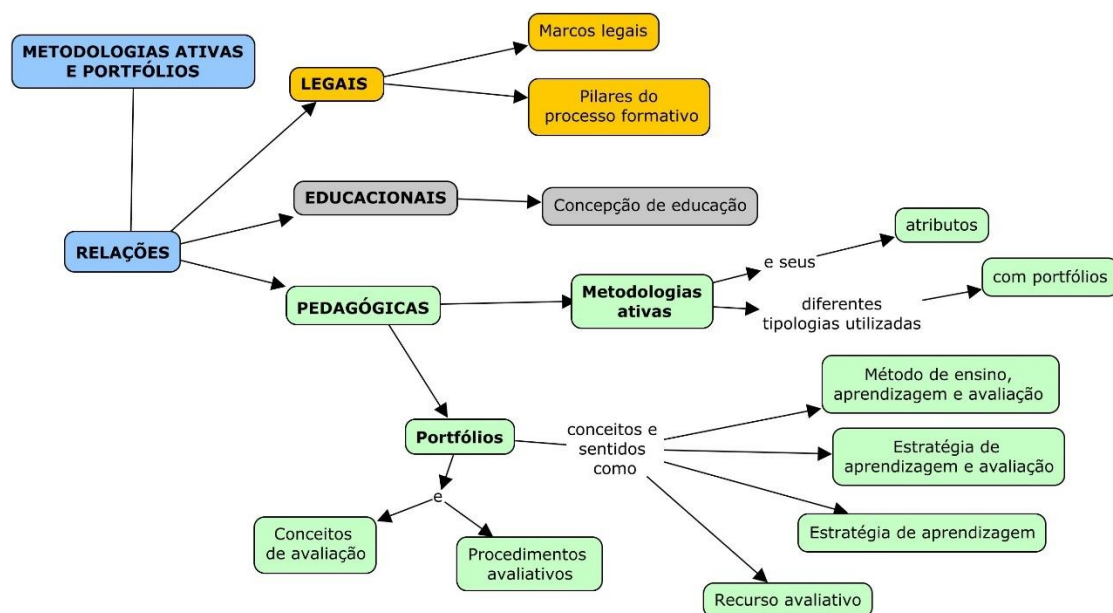 METODOLOGIAS ATIVAS
E PORTFÓLIOS
RELAÇÕES
LEGAIS
Marcos legais
Pilares do
processo formativo
EDUCACIONAIS
Concepção de educação
PEDAGÓGICAS
Metodologias
ativas
e seus
atributos
diferentes
tipologias utilizadas
com portfólios
Portfólios
e
Conceitos
de avaliação
Procedimentos
avaliativos
conceitos e
sentidos
como
Método de ensino,
aprendizagem e avaliação
Estratégia de
aprendizagem e avaliação
Estratégia de aprendizagem
Recurso avaliativo